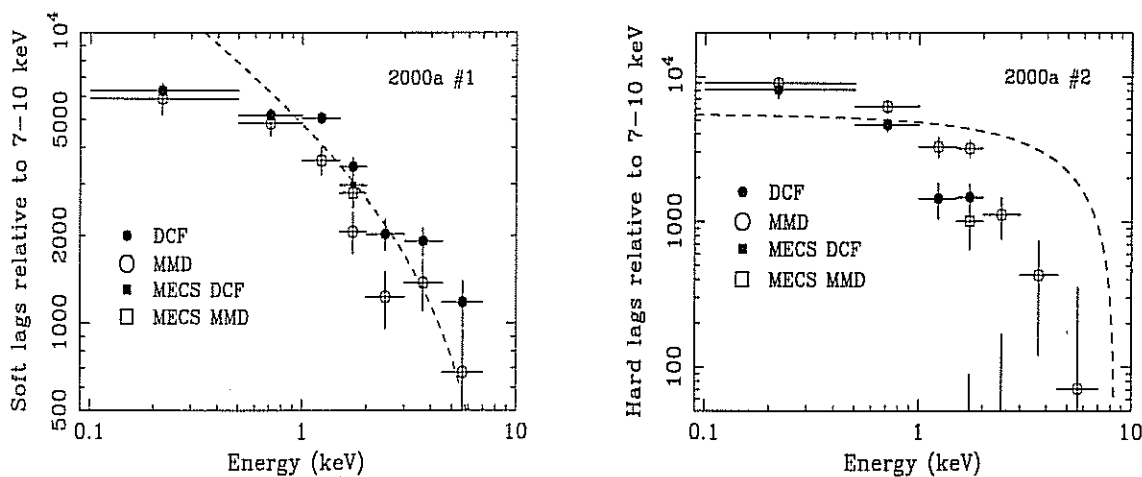 Soft lags relative to 7−10 keV
10⁴
5000
2000
1000
500
2000a #1
DCF
MMD
MECS DCF
MECS MMD
0.1
1
10
Energy (keV)
Hard lags relative to 7−10 keV
10⁴
1000
100
2000a #2
DCF
MMD
MECS DCF
MECS MMD
0.1
1
10
Energy (keV)